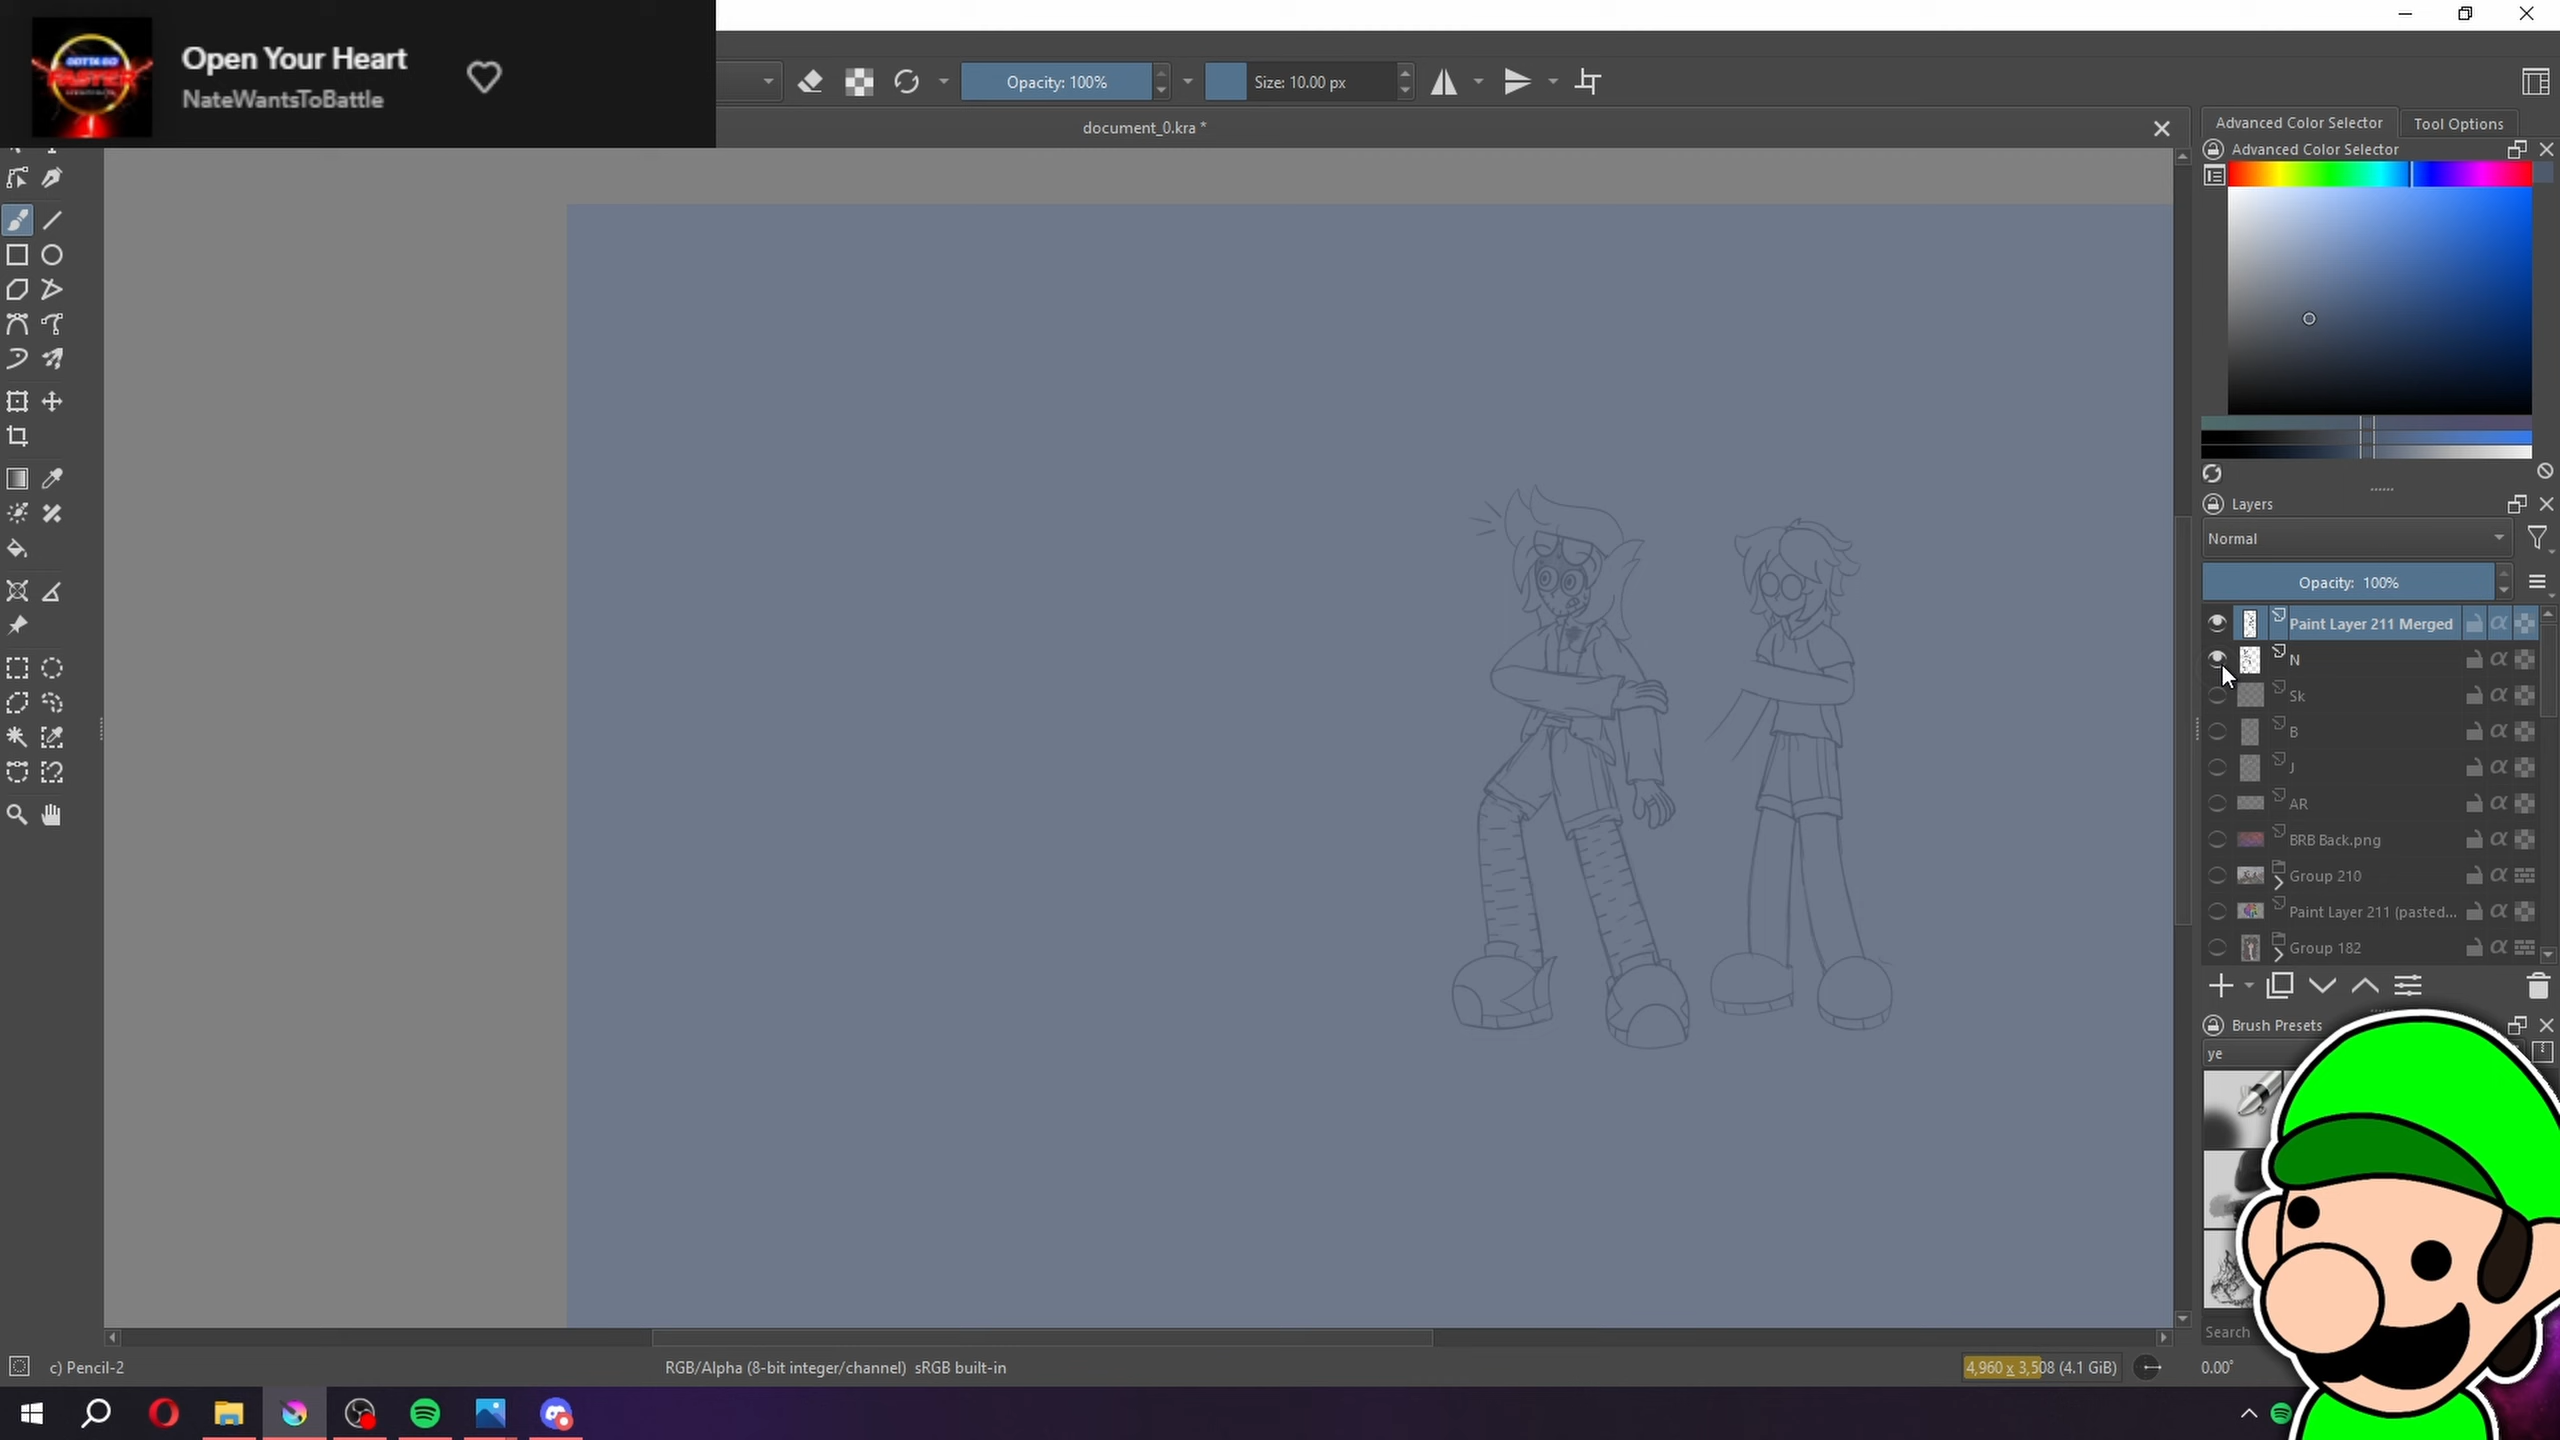 Open Your Heart
NateWantsToBattle
GOTTA GO
FASTER
Opacity: 100%
Size: 10.00 px
document_0.kra *
Advanced Color Selector
Tool Options
Advanced Color Selector
Layers
Normal
Opacity: 100%
Paint Layer 211 Merged
N
Sk
B
J
AR
BRB Back.png
Group 210
Paint Layer 211 (pasted...
Group 182
Brush Presets
ye
Search
c) Pencil-2
RGB/Alpha (8-bit integer/channel) sRGB built-in
4,960 x 3,508 (4.1 GiB)
0.00°